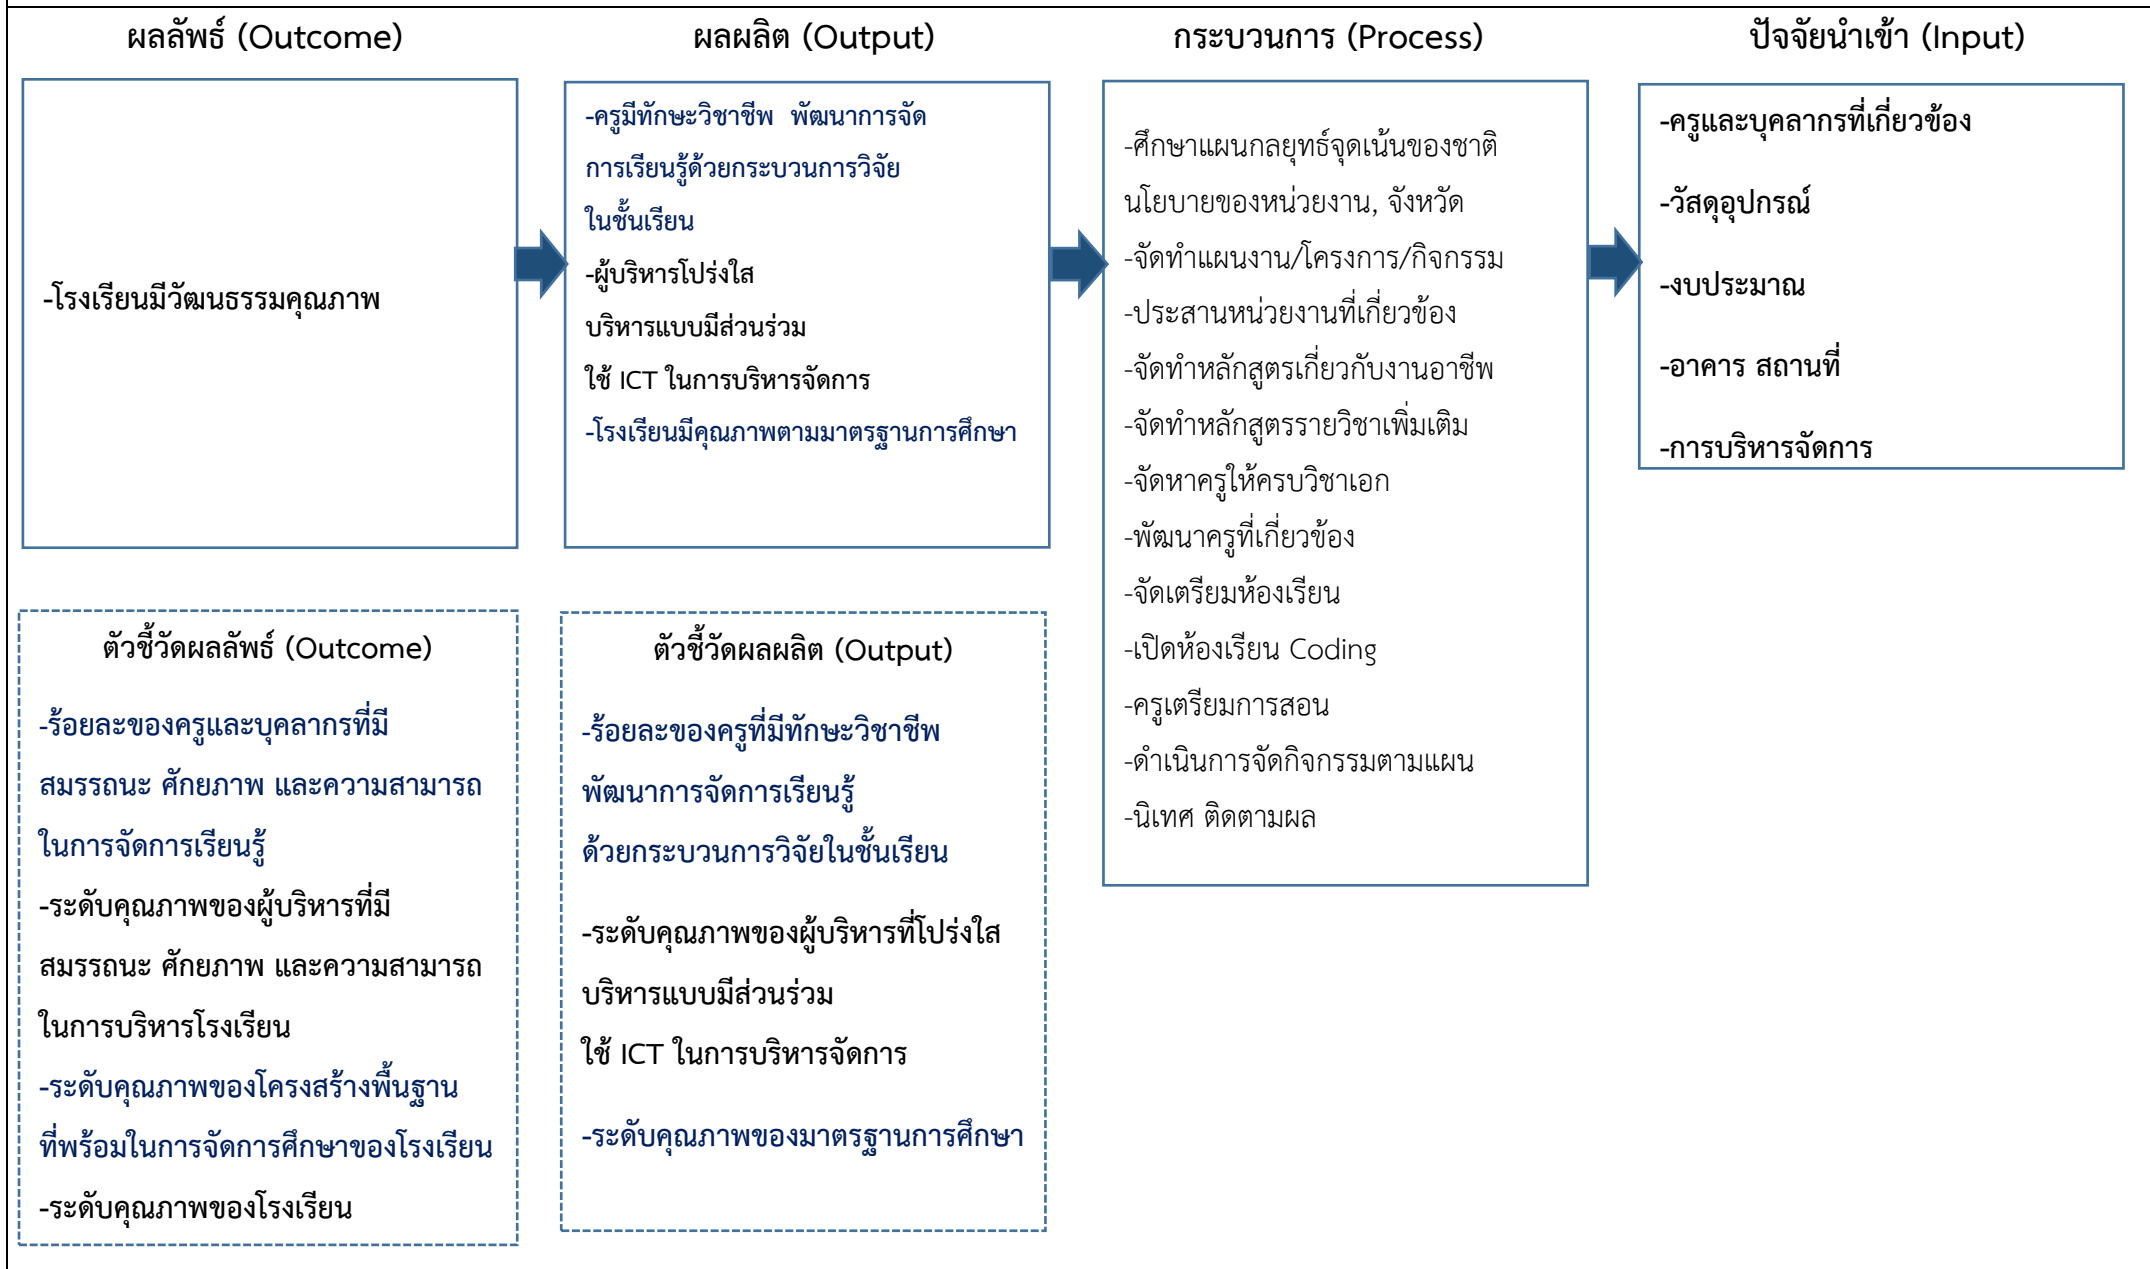 ผลลัพธ์ (Outcome)
ผลผลิต (Output)
กระบวนการ (Process)
ปัจจัยนำเข้า (Input)
-โรงเรียนมีวัฒนธรรมคุณภาพ
-ครูมีทักษะวิชาชีพ  พัฒนาการจัด
การเรียนรู้ด้วยกระบวนการวิจัย
ในชั้นเรียน
-ผู้บริหารโปร่งใส
บริหารแบบมีส่วนร่วม
ใช้ ICT ในการบริหารจัดการ
-โรงเรียนมีคุณภาพตามมาตรฐานการศึกษา
-ศึกษาแผนกลยุทธ์จุดเน้นของชาติ
นโยบายของหน่วยงาน, จังหวัด
-จัดทำแผนงาน/โครงการ/กิจกรรม
-ประสานหน่วยงานที่เกี่ยวข้อง
-จัดทำหลักสูตรเกี่ยวกับงานอาชีพ
-จัดทำหลักสูตรรายวิชาเพิ่มเติม
-จัดหาครูให้ครบวิชาเอก
-พัฒนาครูที่เกี่ยวข้อง
-จัดเตรียมห้องเรียน
-เปิดห้องเรียน Coding
-ครูเตรียมการสอน
-ดำเนินการจัดกิจกรรมตามแผน
-นิเทศ ติดตามผล
-ครูและบุคลากรที่เกี่ยวข้อง
-วัสดุอุปกรณ์
-งบประมาณ
-อาคาร สถานที่
-การบริหารจัดการ
ตัวชี้วัดผลลัพธ์ (Outcome)
-ร้อยละของครูและบุคลากรที่มี
สมรรถนะ ศักยภาพ และความสามารถ
ในการจัดการเรียนรู้
-ระดับคุณภาพของผู้บริหารที่มี
สมรรถนะ ศักยภาพ และความสามารถ
ในการบริหารโรงเรียน
-ระดับคุณภาพของโครงสร้างพื้นฐาน
ที่พร้อมในการจัดการศึกษาของโรงเรียน
-ระดับคุณภาพของโรงเรียน
ตัวชี้วัดผลผลิต (Output)
-ร้อยละของครูที่มีทักษะวิชาชีพ
พัฒนาการจัดการเรียนรู้
ด้วยกระบวนการวิจัยในชั้นเรียน
-ระดับคุณภาพของผู้บริหารที่โปร่งใส
บริหารแบบมีส่วนร่วม
ใช้ ICT ในการบริหารจัดการ
-ระดับคุณภาพของมาตรฐานการศึกษา